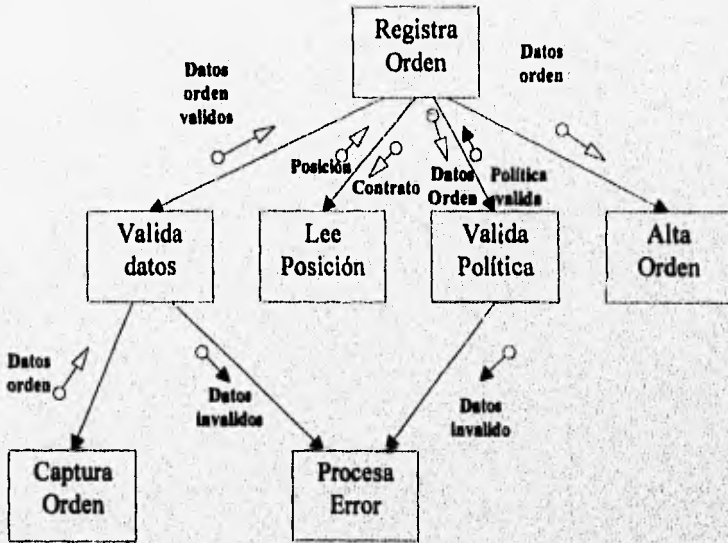 Registra
Orden
Datos
orden
validos
Datos
orden
Posición
Contrato
Datos
Orden
Política
valida
Valida
datos
Lee
Posición
Valida
Política
Alta
Orden
Datos
orden
Datos
invalidos
Datos
invalido
Captura
Orden
Procesa
Error